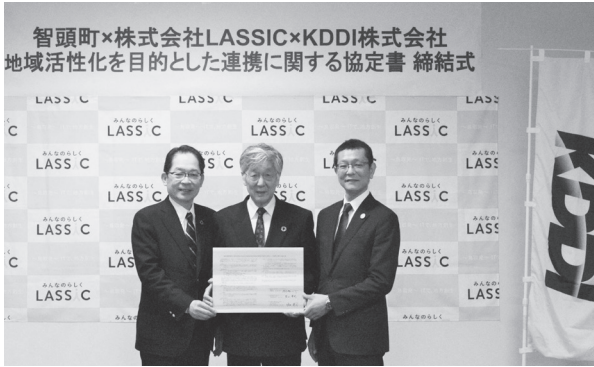 智頭町×株式会社LASSIC×KDDI株式会社
地域活性化を目的とした連携に関する協定書 締結式
みんなのらしく
LASSIC
KDDI